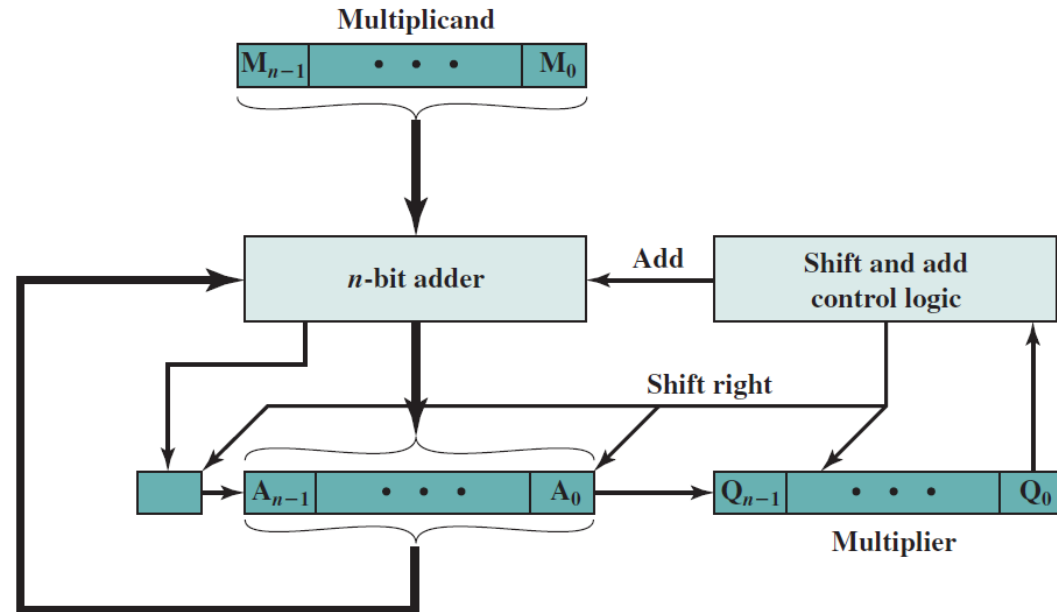 Multiplicand
Mₙ₋₁ • • • M₀
n-bit adder
Add
Shift and add
control logic
Shift right
Aₙ₋₁ • • • A₀
Qₙ₋₁ • • • Q₀
Multiplier